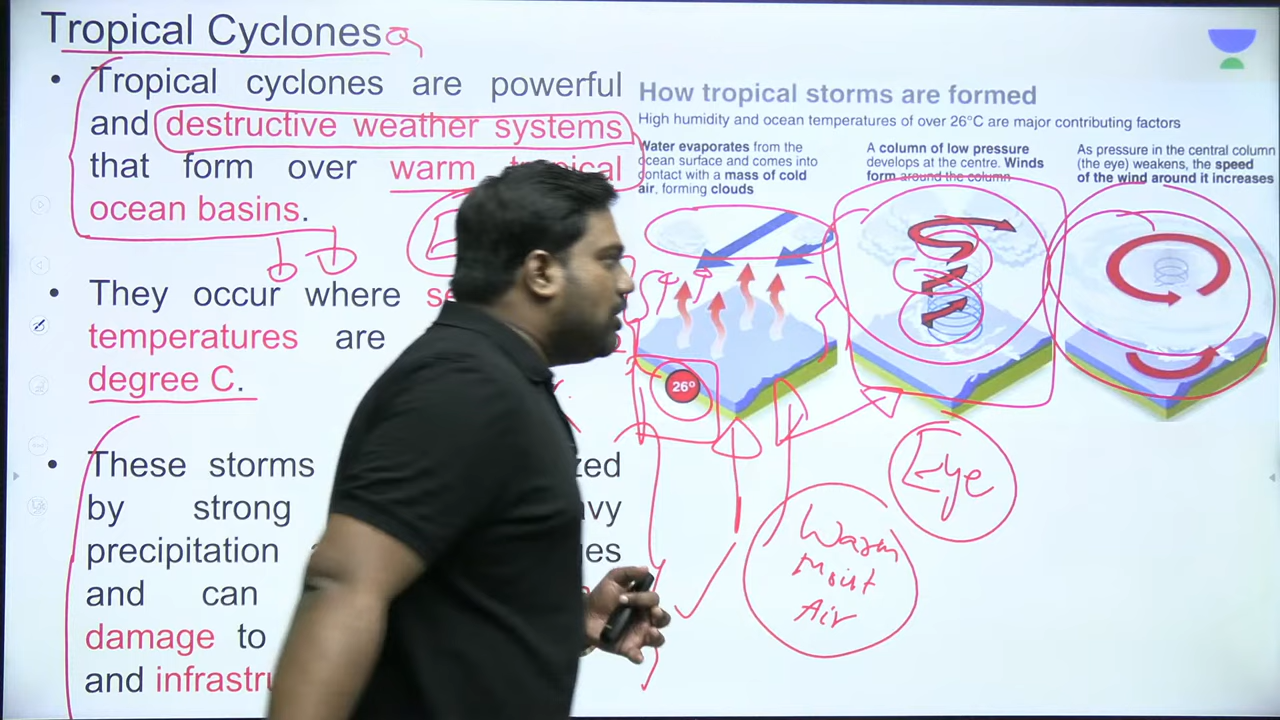 Tropical Cyclones
• Tropical cyclones are powerful
and destructive weather systems
that form over warm tropical
ocean basins.
• They occur where
temperatures are
degree C.
• These storms
by strong
precipitation
and can
damage to
and
How tropical storms are formed
High humidity and ocean temperatures of over 26°C are major contributing factors
Water evaporates from the
ocean surface and comes into
contact with a mass of cold
air, forming clouds
A column of low pressure
develops at the centre. Winds
form around the column
As pressure in the central column
(the eye) weakens, the speed
of the wind around it increases
26°
Eye
Warm
Moist
Air